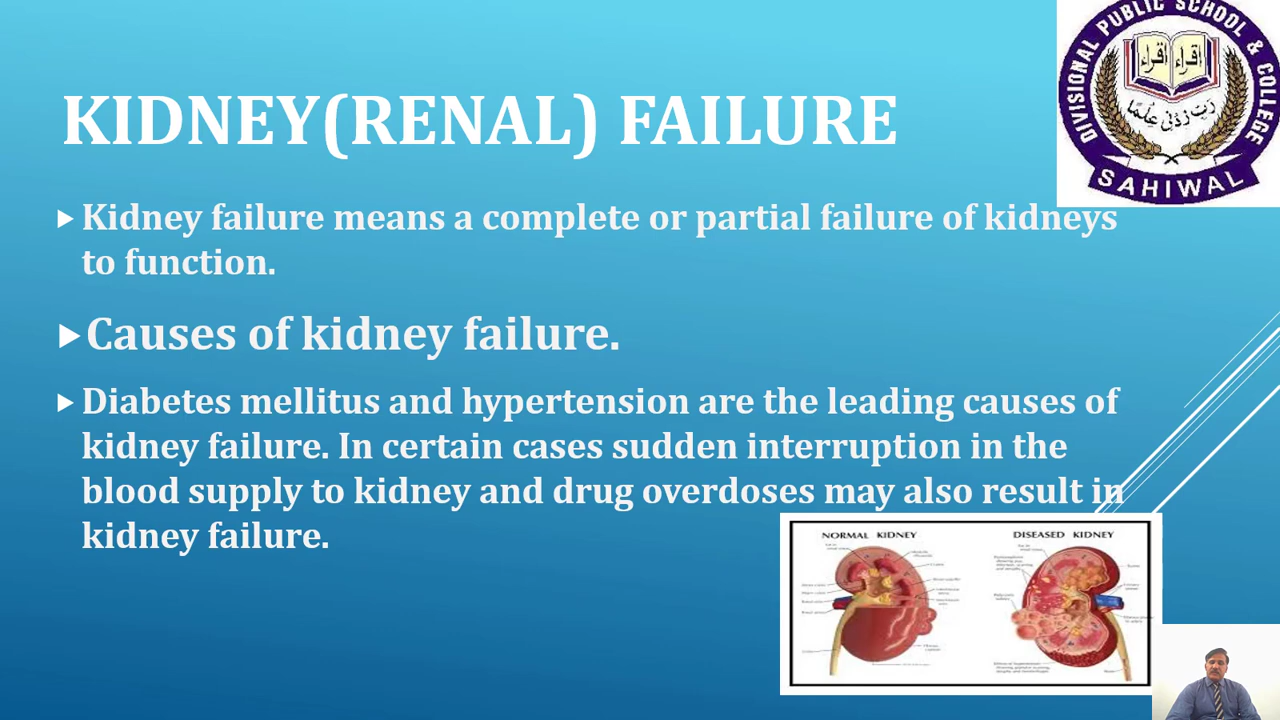 DIVISIONAL PUBLIC SCHOOL & COLLEGE
اقراء اقراء
رَبِّ زِدْنِي عِلْمًا
SAHIWAL
KIDNEY(RENAL) FAILURE
Kidney failure means a complete or partial failure of kidneys
to function.
Causes of kidney failure.
Diabetes mellitus and hypertension are the leading causes of
kidney failure. In certain cases sudden interruption in the
blood supply to kidney and drug overdoses may also result in
kidney failure.
NORMAL KIDNEY
DISEASED KIDNEY